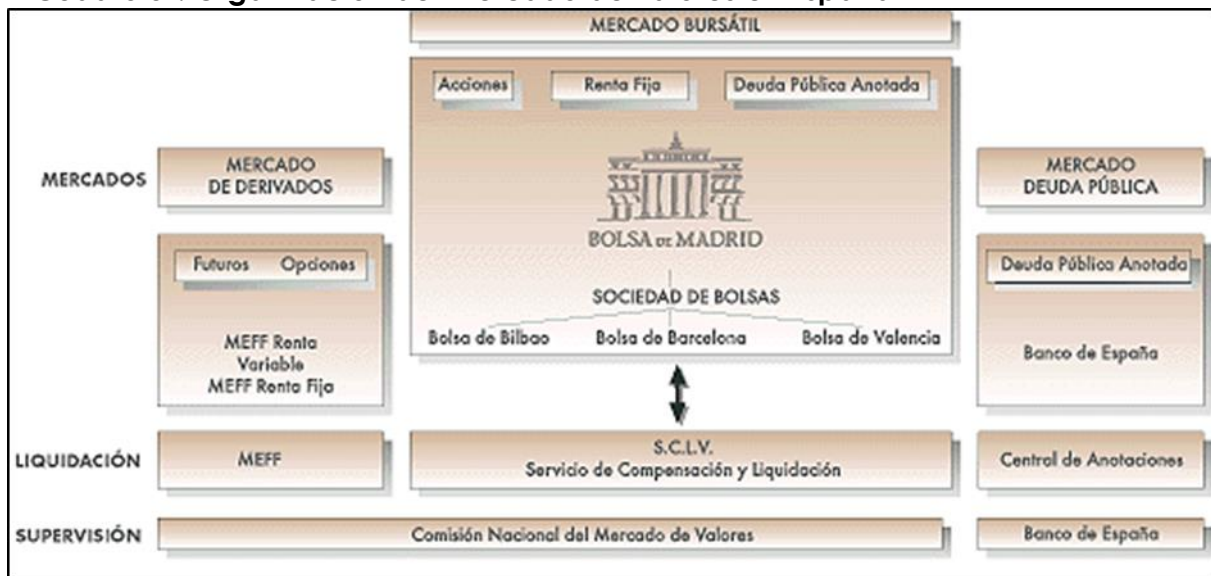 MERCADO BURSÁTIL
Acciones Renta Fija Deuda Pública Anotada
BOLSA DE MADRID
SOCIEDAD DE BOLSAS
Bolsa de Bilbao Bolsa de Barcelona Bolsa de Valencia
MERCADOS
MERCADO
DE DERIVADOS
Futuros Opciones
MEFF Renta
Variable
MEFF Renta Fija
MERCADO
DEUDA PÚBLICA
Deuda Pública Anotada
Banco de España
LIQUIDACIÓN
MEFF
S.C.L.V.
Servicio de Compensación y Liquidación
Central de Anotaciones
SUPERVISIÓN
Comisión Nacional del Mercado de Valores
Banco de España